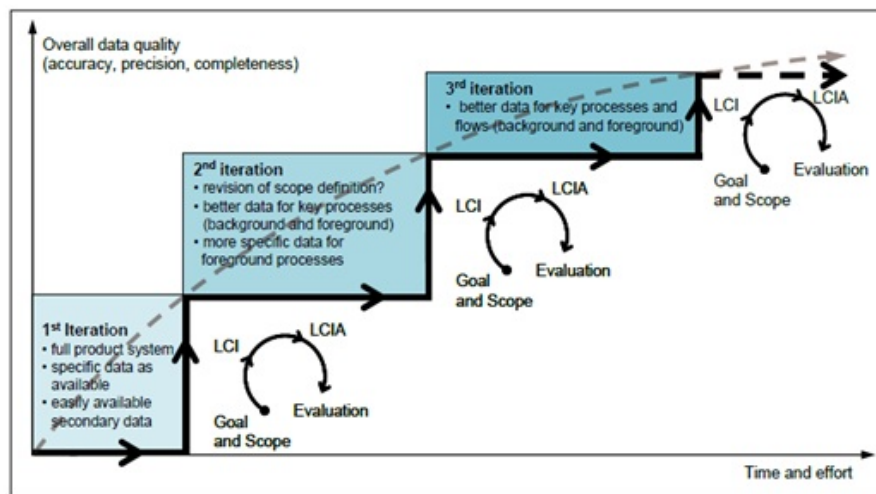 Overall data quality
(accuracy, precision, completeness)
3rd iteration
• better data for key processes and
flows (background and foreground)
LCI
LCIA
Goal
and Scope
Evaluation
2nd iteration
• revision of scope definition?
• better data for key processes
(background and foreground)
• more specific data for
foreground processes
LCI
LCIA
Goal
and Scope
Evaluation
1st Iteration
• full product system
• specific data as
available
• easily available
secondary data
LCI
LCIA
Goal
and Scope
Evaluation
Time and effort